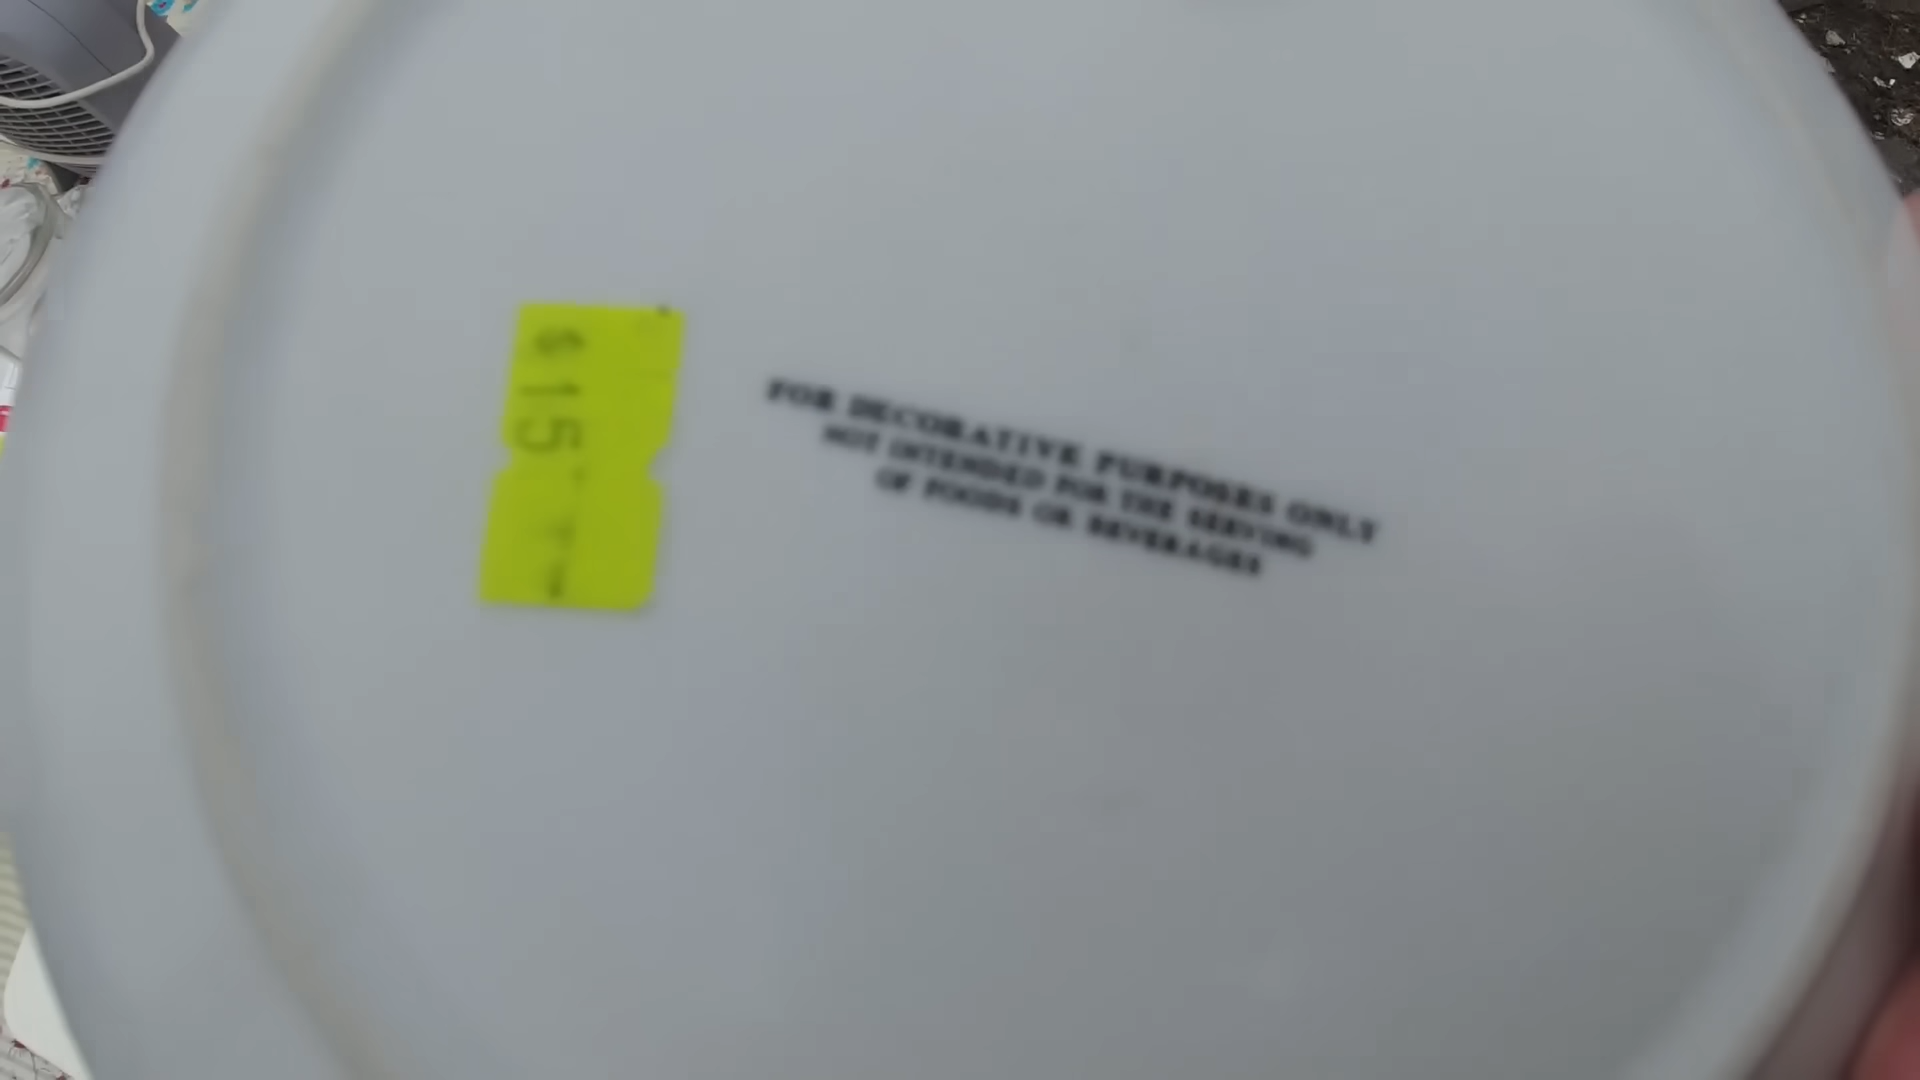 $15
FOR DECORATIVE PURPOSES ONLY
NOT INTENDED FOR THE SERVING
OF FOODS OR BEVERAGES